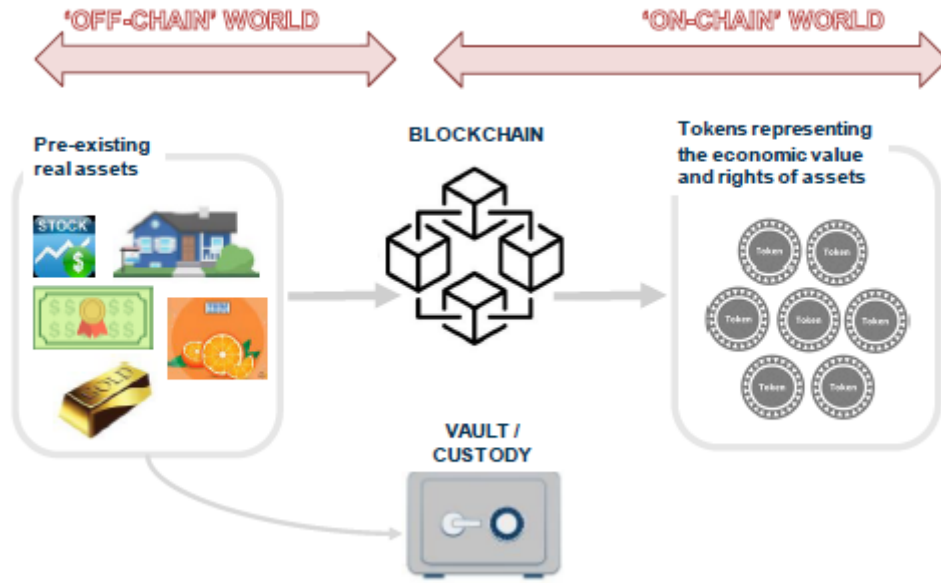 'OFF-CHAIN' WORLD
'ON-CHAIN' WORLD
Pre-existing
real assets
STOCK
$
$$ $$
$$ $$
GOLD
BLOCKCHAIN
VAULT /
CUSTODY
Tokens representing
the economic value
and rights of assets
Token
Token
Token
Token
Token
Token
Token